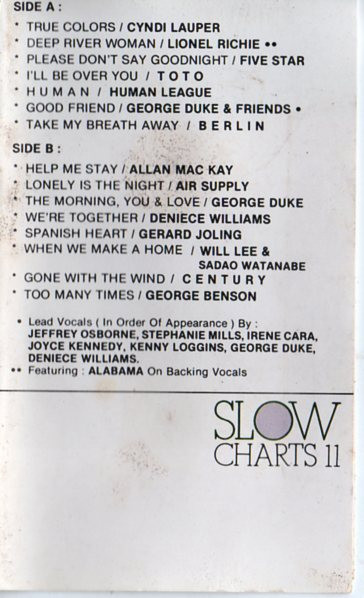 SIDE A :
* TRUE COLORS / CYNDI LAUPER
* DEEP RIVER WOMAN / LIONEL RICHIE ••
* PLEASE DON'T SAY GOODNIGHT / FIVE STAR
* I'LL BE OVER YOU / TOTO
* HUMAN / HUMAN LEAGUE
* GOOD FRIEND / GEORGE DUKE & FRIENDS •
* TAKE MY BREATH AWAY / BERLIN
SIDE B :
* HELP ME STAY / ALLAN MAC KAY
* LONELY IS THE NIGHT / AIR SUPPLY
* THE MORNING, YOU & LOVE / GEORGE DUKE
* WE'RE TOGETHER / DENIECE WILLIAMS
* SPANISH HEART / GERARD JOLING
* WHEN WE MAKE A HOME / WILL LEE &
SADAO WATANABE
* GONE WITH THE WIND / CENTURY
* TOO MANY TIMES / GEORGE BENSON
• Lead Vocals ( In Order Of Appearance ) By :
JEFFREY OSBORNE, STEPHANIE MILLS, IRENE CARA,
JOYCE KENNEDY, KENNY LOGGINS, GEORGE DUKE,
DENIECE WILLIAMS.
•• Featuring : ALABAMA On Backing Vocals
SLOW
CHARTS 11